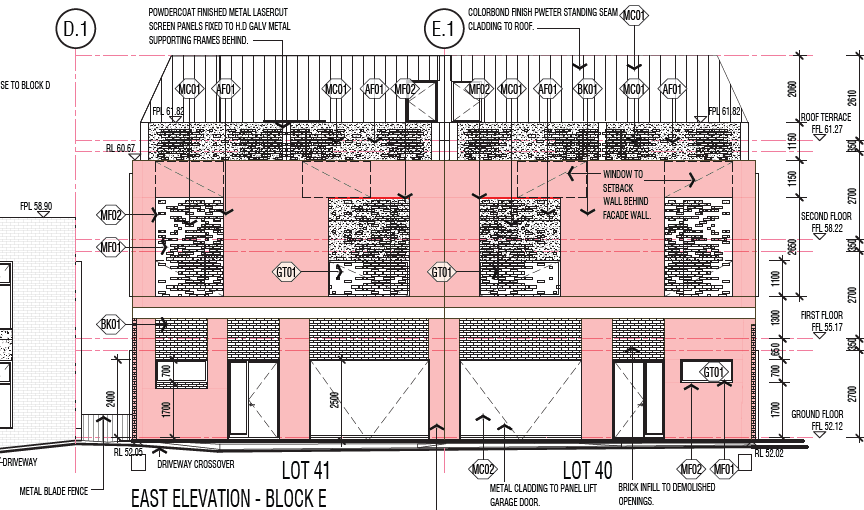 D.1
E.1
POWDERCOAT FINISHED METAL LASERCUT
SCREEN PANELS FIXED TO H.D GALV METAL
SUPPORTING FRAMES BEHIND.
COLORBOND FINISH PWETER STANDING SEAM
CLADDING TO ROOF.
MC01
SE TO BLOCK D
MC01
AF01
MC01
AF01
MF02
MF02
MC01
AF01
BK01
MC01
AF01
2060
2610
FPL 61.82
FPL 61.82
ROOF TERRACE
FFL 61.27
RL 60.67
1150
350
WINDOW TO
SETBACK
WALL BEHIND
FACADE WALL.
1150
2700
FPL 58.90
MF02
SECOND FLOOR
FFL 58.22
MF01
2650
350
GT01
GT01
1100
2700
BK01
1300
FIRST FLOOR
FFL 55.17
650
350
2400
700
2500
GT01
700
2700
1700
1700
GROUND FLOOR
FFL 52.12
RL 52.05
RL 52.02
-DRIVEWAY
DRIVEWAY CROSSOVER
LOT 41
LOT 40
MC02
MF02
MF01
METAL BLADE FENCE
EAST ELEVATION - BLOCK E
METAL CLADDING TO PANEL LIFT
GARAGE DOOR.
BRICK INFILL TO DEMOLISHED
OPENINGS.